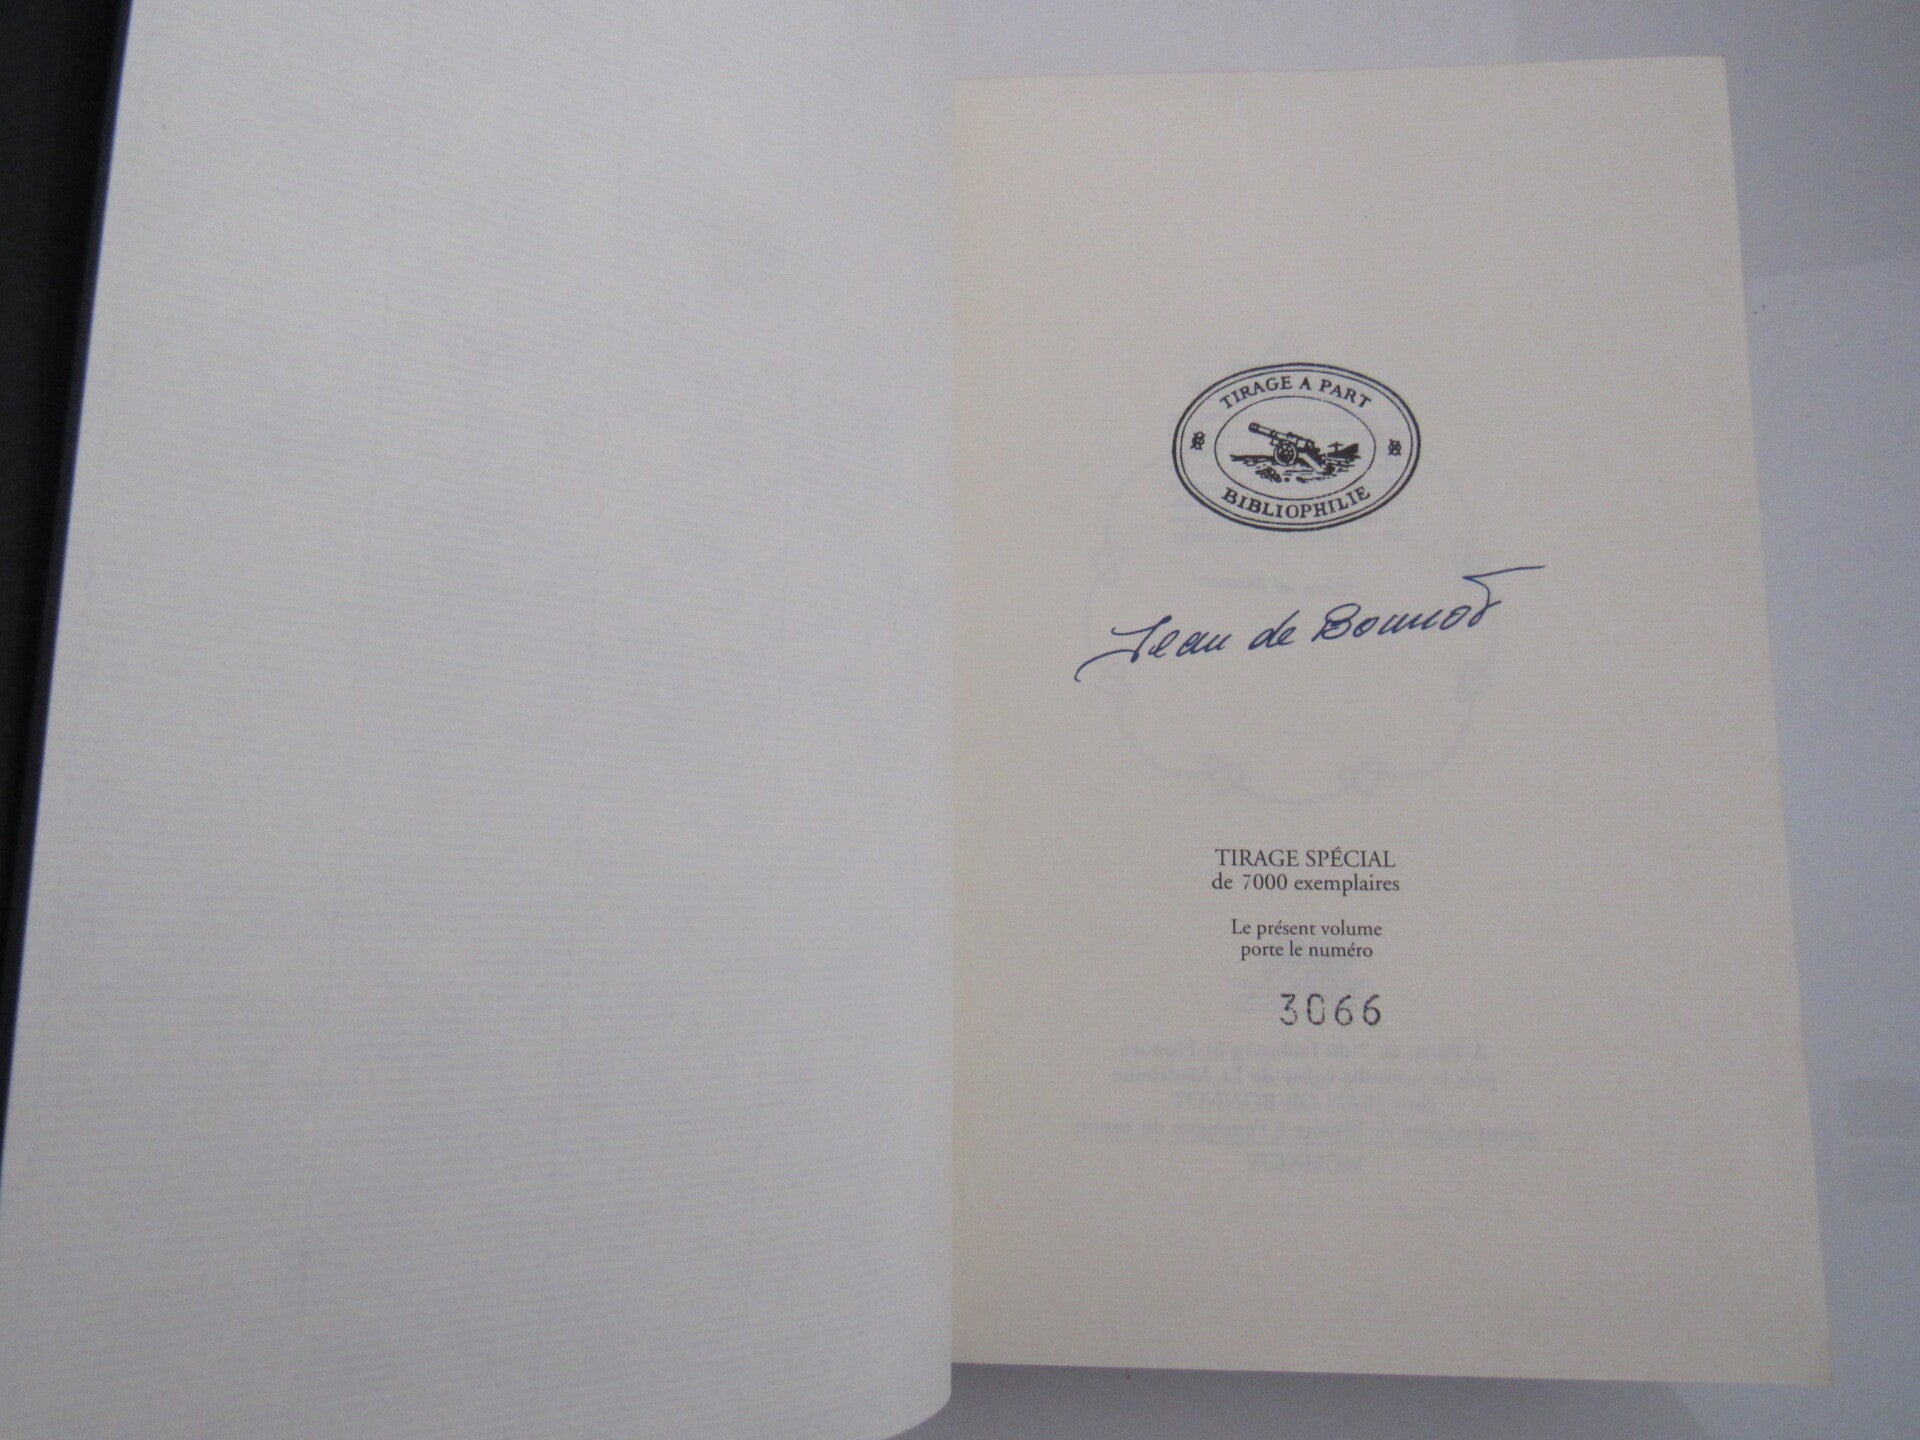 TIRAGE A PART
BIBLIOPHILIE
Jean de Bonnot
TIRAGE SPÉCIAL
de 7000 exemplaires
Le présent volume
porte le numéro
3066